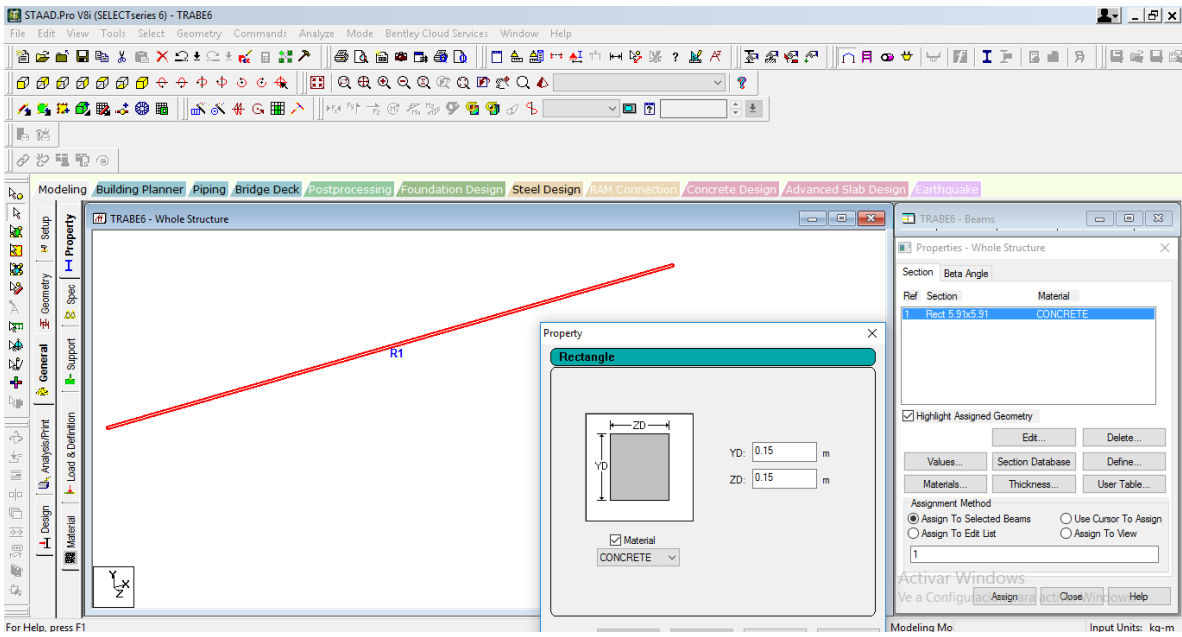 STAAD.Pro V8i (SELECTseries 6) - TRABE6
File Edit View Tools Select Geometry Commands Analyze Mode Bentley Cloud Services Window Help
Modeling Building Planner Piping Bridge Deck Postprocessing Foundation Design Steel Design RAM Connection Concrete Design Advanced Slab Design Earthquake
Setup
Geometry
General
Analysis/Print
Design
Property
Spec
Support
Load & Definition
Material
TRABE6 - Whole Structure
R1
Y
X
Z
Property
Rectangle
ZD
YD
YD: 0.15 m
ZD: 0.15 m
Material
CONCRETE
TRABE6 - Beams
Properties - Whole Structure
Section Beta Angle
Ref Section Material
1 Rect 5.91x5.91 CONCRETE
Highlight Assigned Geometry
Edit... Delete...
Values... Section Database Define...
Materials... Thickness... User Table...
Assignment Method
Assign To Selected Beams Use Cursor To Assign
Assign To Edit List Assign To View
1
Activar Windows
Assign Close Help
For Help, press F1
Modeling Mo Input Units: kg-m